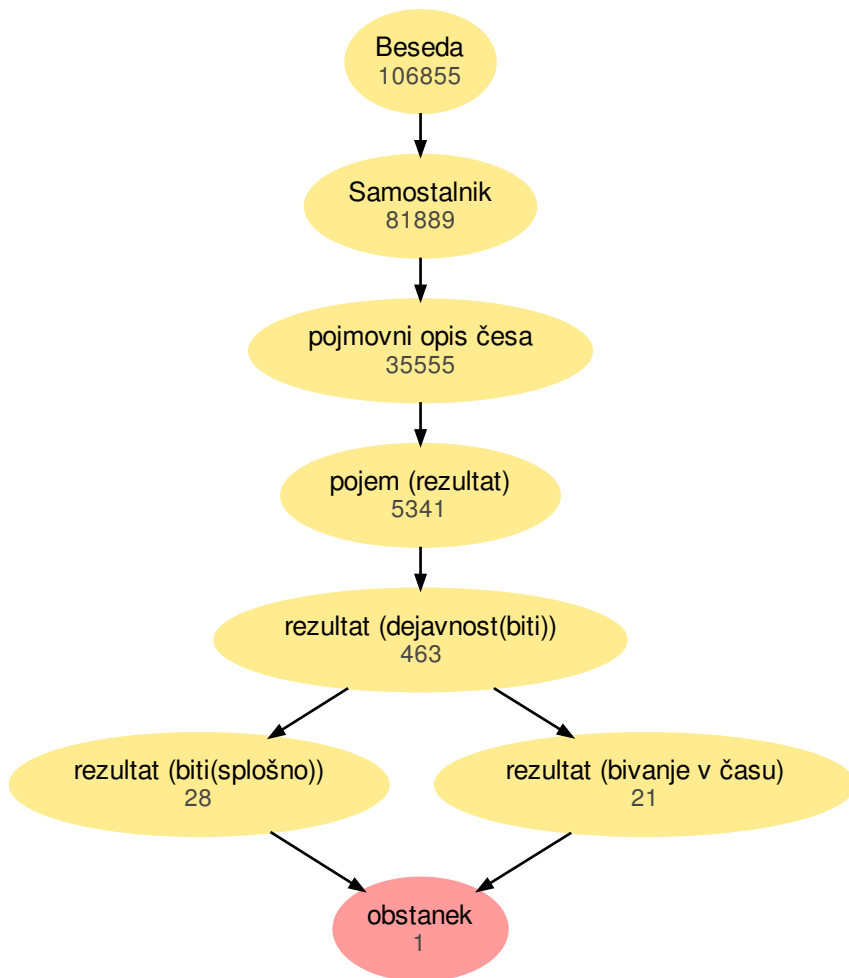 Beseda
106855
Samostalnik
81889
pojmovni opis česa
35555
pojem (rezultat)
5341
rezultat (dejavnost(biti))
463
rezultat (biti(splošno))
28
rezultat (bivanje v času)
21
obstanek
1